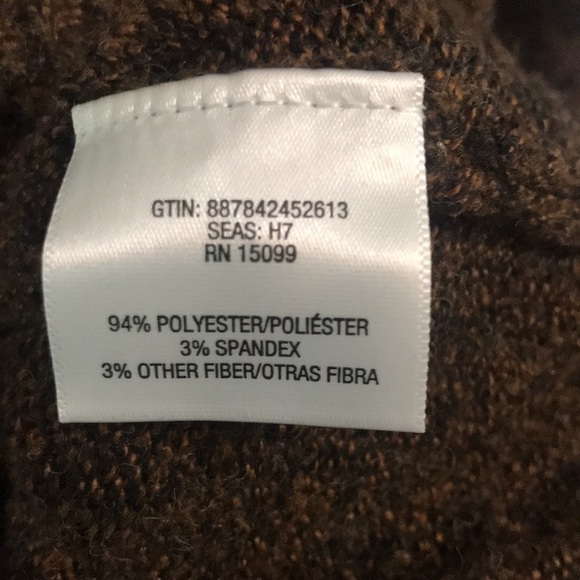 GTIN: 887842452613
SEAS: H7
RN 15099
94% POLYESTER/POLIÉSTER
3% SPANDEX
3% OTHER FIBER/OTRAS FIBRA